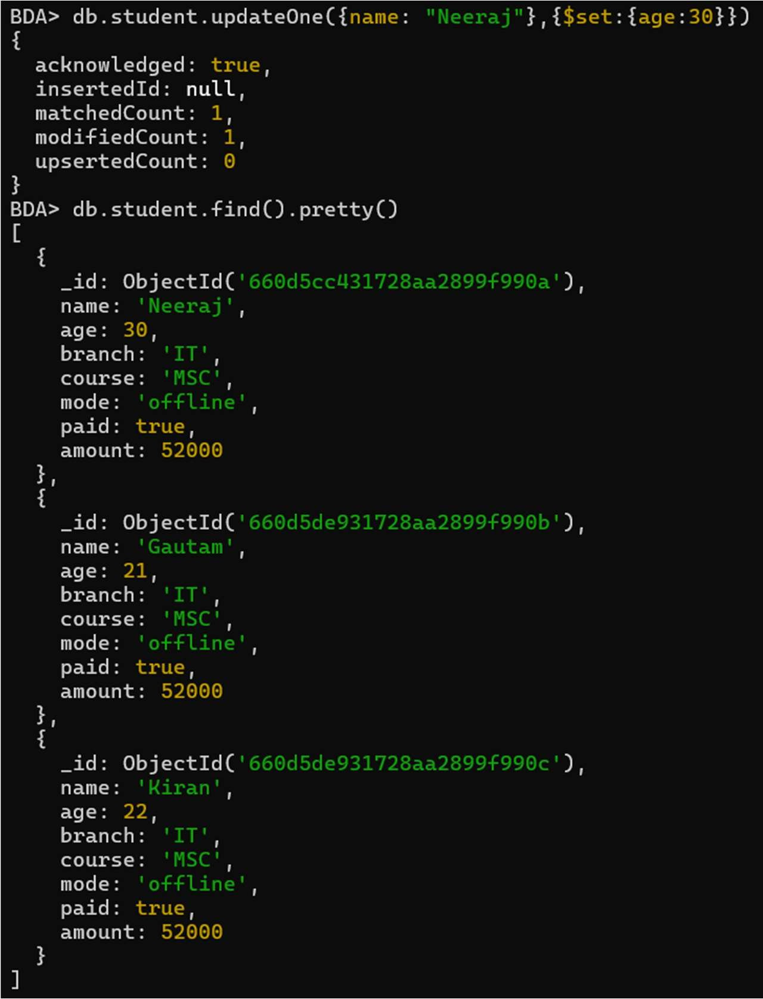 BDA> db.student.updateOne({name: "Neeraj"},{$set:{age:30}})
{
  acknowledged: true,
  insertedId: null,
  matchedCount: 1,
  modifiedCount: 1,
  upsertedCount: 0
}
BDA> db.student.find().pretty()
[
  {
    _id: ObjectId('660d5cc431728aa2899f990a'),
    name: 'Neeraj',
    age: 30,
    branch: 'IT',
    course: 'MSC',
    mode: 'offline',
    paid: true,
    amount: 52000
  },
  {
    _id: ObjectId('660d5de931728aa2899f990b'),
    name: 'Gautam',
    age: 21,
    branch: 'IT',
    course: 'MSC',
    mode: 'offline',
    paid: true,
    amount: 52000
  },
  {
    _id: ObjectId('660d5de931728aa2899f990c'),
    name: 'Kiran',
    age: 22,
    branch: 'IT',
    course: 'MSC',
    mode: 'offline',
    paid: true,
    amount: 52000
  }
]